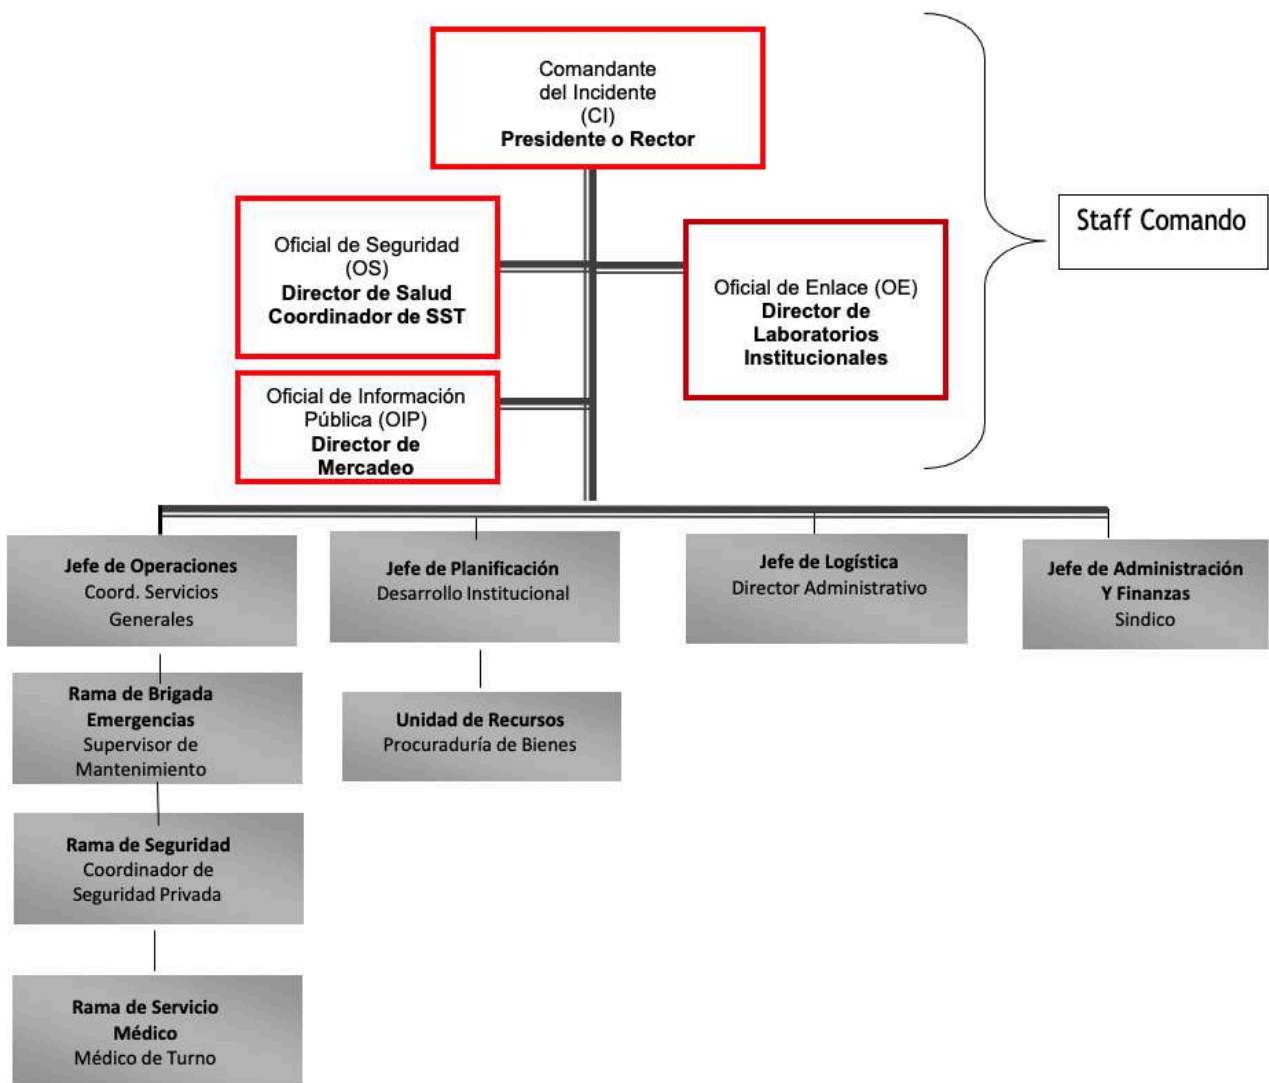 Comandante
del Incidente
(CI)
Presidente o Rector
Staff Comando
Oficial de Seguridad
(OS)
Director de Salud
Coordinador de SST
Oficial de Enlace (OE)
Director de
Laboratorios
Institucionales
Oficial de Información
Pública (OIP)
Director de
Mercadeo
Jefe de Operaciones
Coord. Servicios
Generales
Jefe de Planificación
Desarrollo Institucional
Jefe de Logística
Director Administrativo
Jefe de Administración
Y Finanzas
Sindico
Rama de Brigada
Emergencias
Supervisor de
Mantenimiento
Unidad de Recursos
Procuraduría de Bienes
Rama de Seguridad
Coordinador de
Seguridad Privada
Rama de Servicio
Médico
Médico de Turno